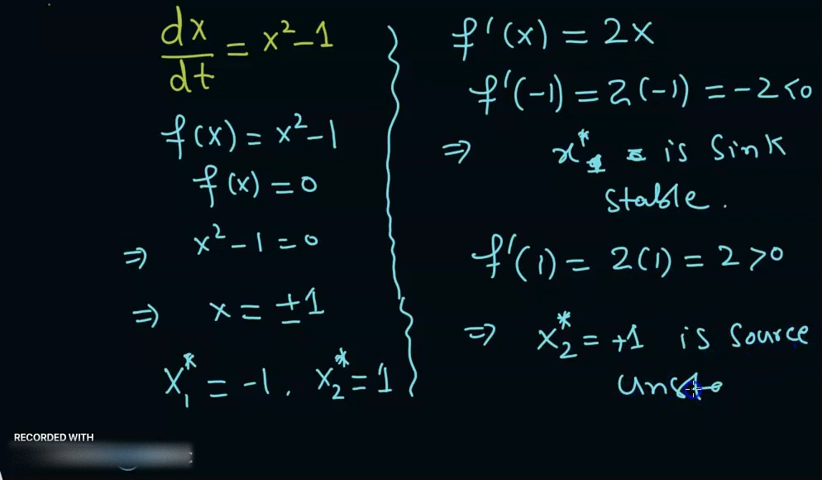 dx/dt = x² - 1
f(x) = x² - 1
f(x) = 0
⇒ x² - 1 = 0
⇒ x = ±1
x₁* = -1, x₂* = 1
f'(x) = 2x
f'(-1) = 2(-1) = -2 < 0
⇒ x*₁ is Sink
Stable.
f'(1) = 2(1) = 2 > 0
⇒ x₂* = +1 is Source
RECORDED WITH